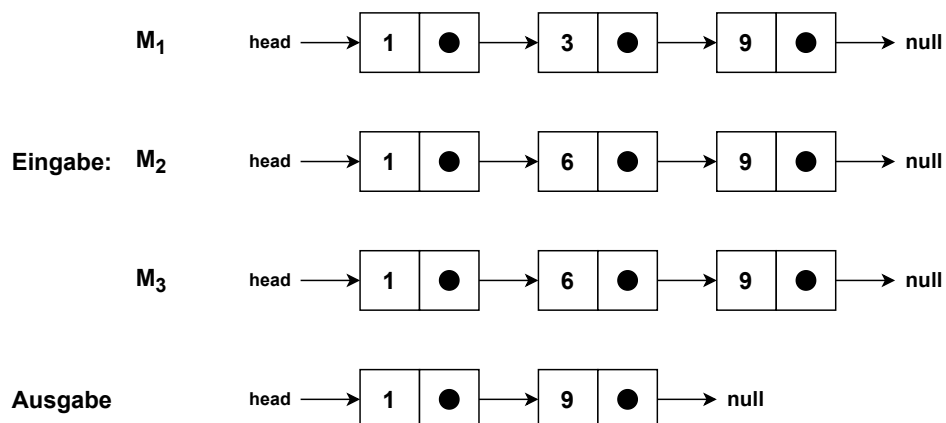 M₁ head 1 3 9 null
Eingabe: M₂ head 1 6 9 null
M₃ head 1 6 9 null
Ausgabe head 1 9 null